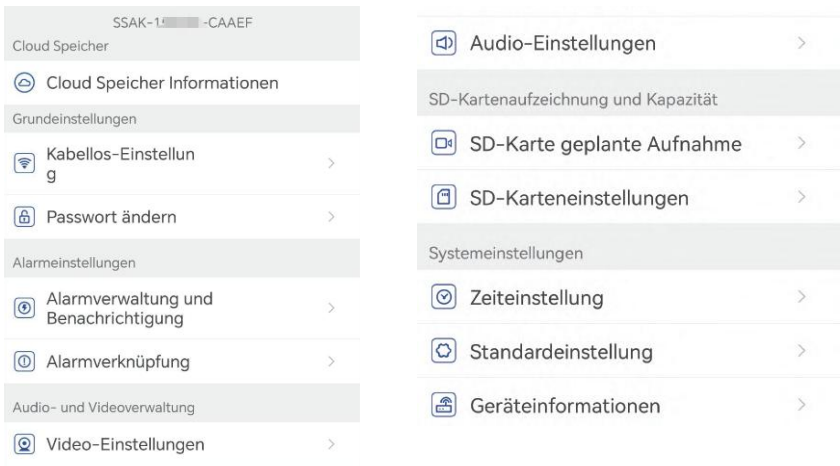 SSAK-1 -CAAEF
Cloud Speicher
Cloud Speicher Informationen
Grundeinstellungen
Kabellos-Einstellun
g
Passwort ändern
Alarmeinstellungen
Alarmverwaltung und
Benachrichtigung
Alarmverknüpfung
Audio- und Videoverwaltung
Video-Einstellungen
Audio-Einstellungen
SD-Kartenaufzeichnung und Kapazität
SD-Karte geplante Aufnahme
SD-Karteneinstellungen
Systemeinstellungen
Zeiteinstellung
Standardeinstellung
Geräteinformationen